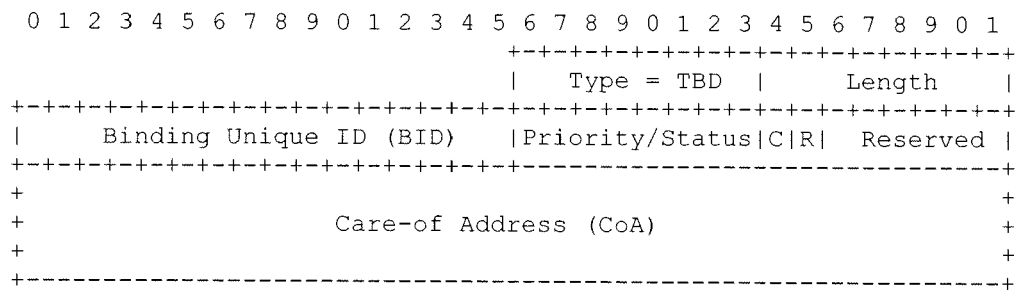 0 1 2 3 4 5 6 7 8 9 0 1 2 3 4 5 6 7 8 9 0 1 2 3 4 5 6 7 8 9 0 1
+-+-+-+-+-+-+-+-+-+-+-+-+-+-+-+-+
| Type = TBD | Length |
+-+-+-+-+-+-+-+-+-+-+-+-+-+-+-+-+-+-+-+-+-+-+-+-+-+-+-+-+-+-+-+-+
| Binding Unique ID (BID) |Priority/Status|C|R| Reserved |
+-+-+-+-+-+-+-+-+-+-+-+-+-+-+-+-+-------------------------------+
+ +
+ Care-of Address (CoA) +
+ +
+---------------------------------------------------------------+